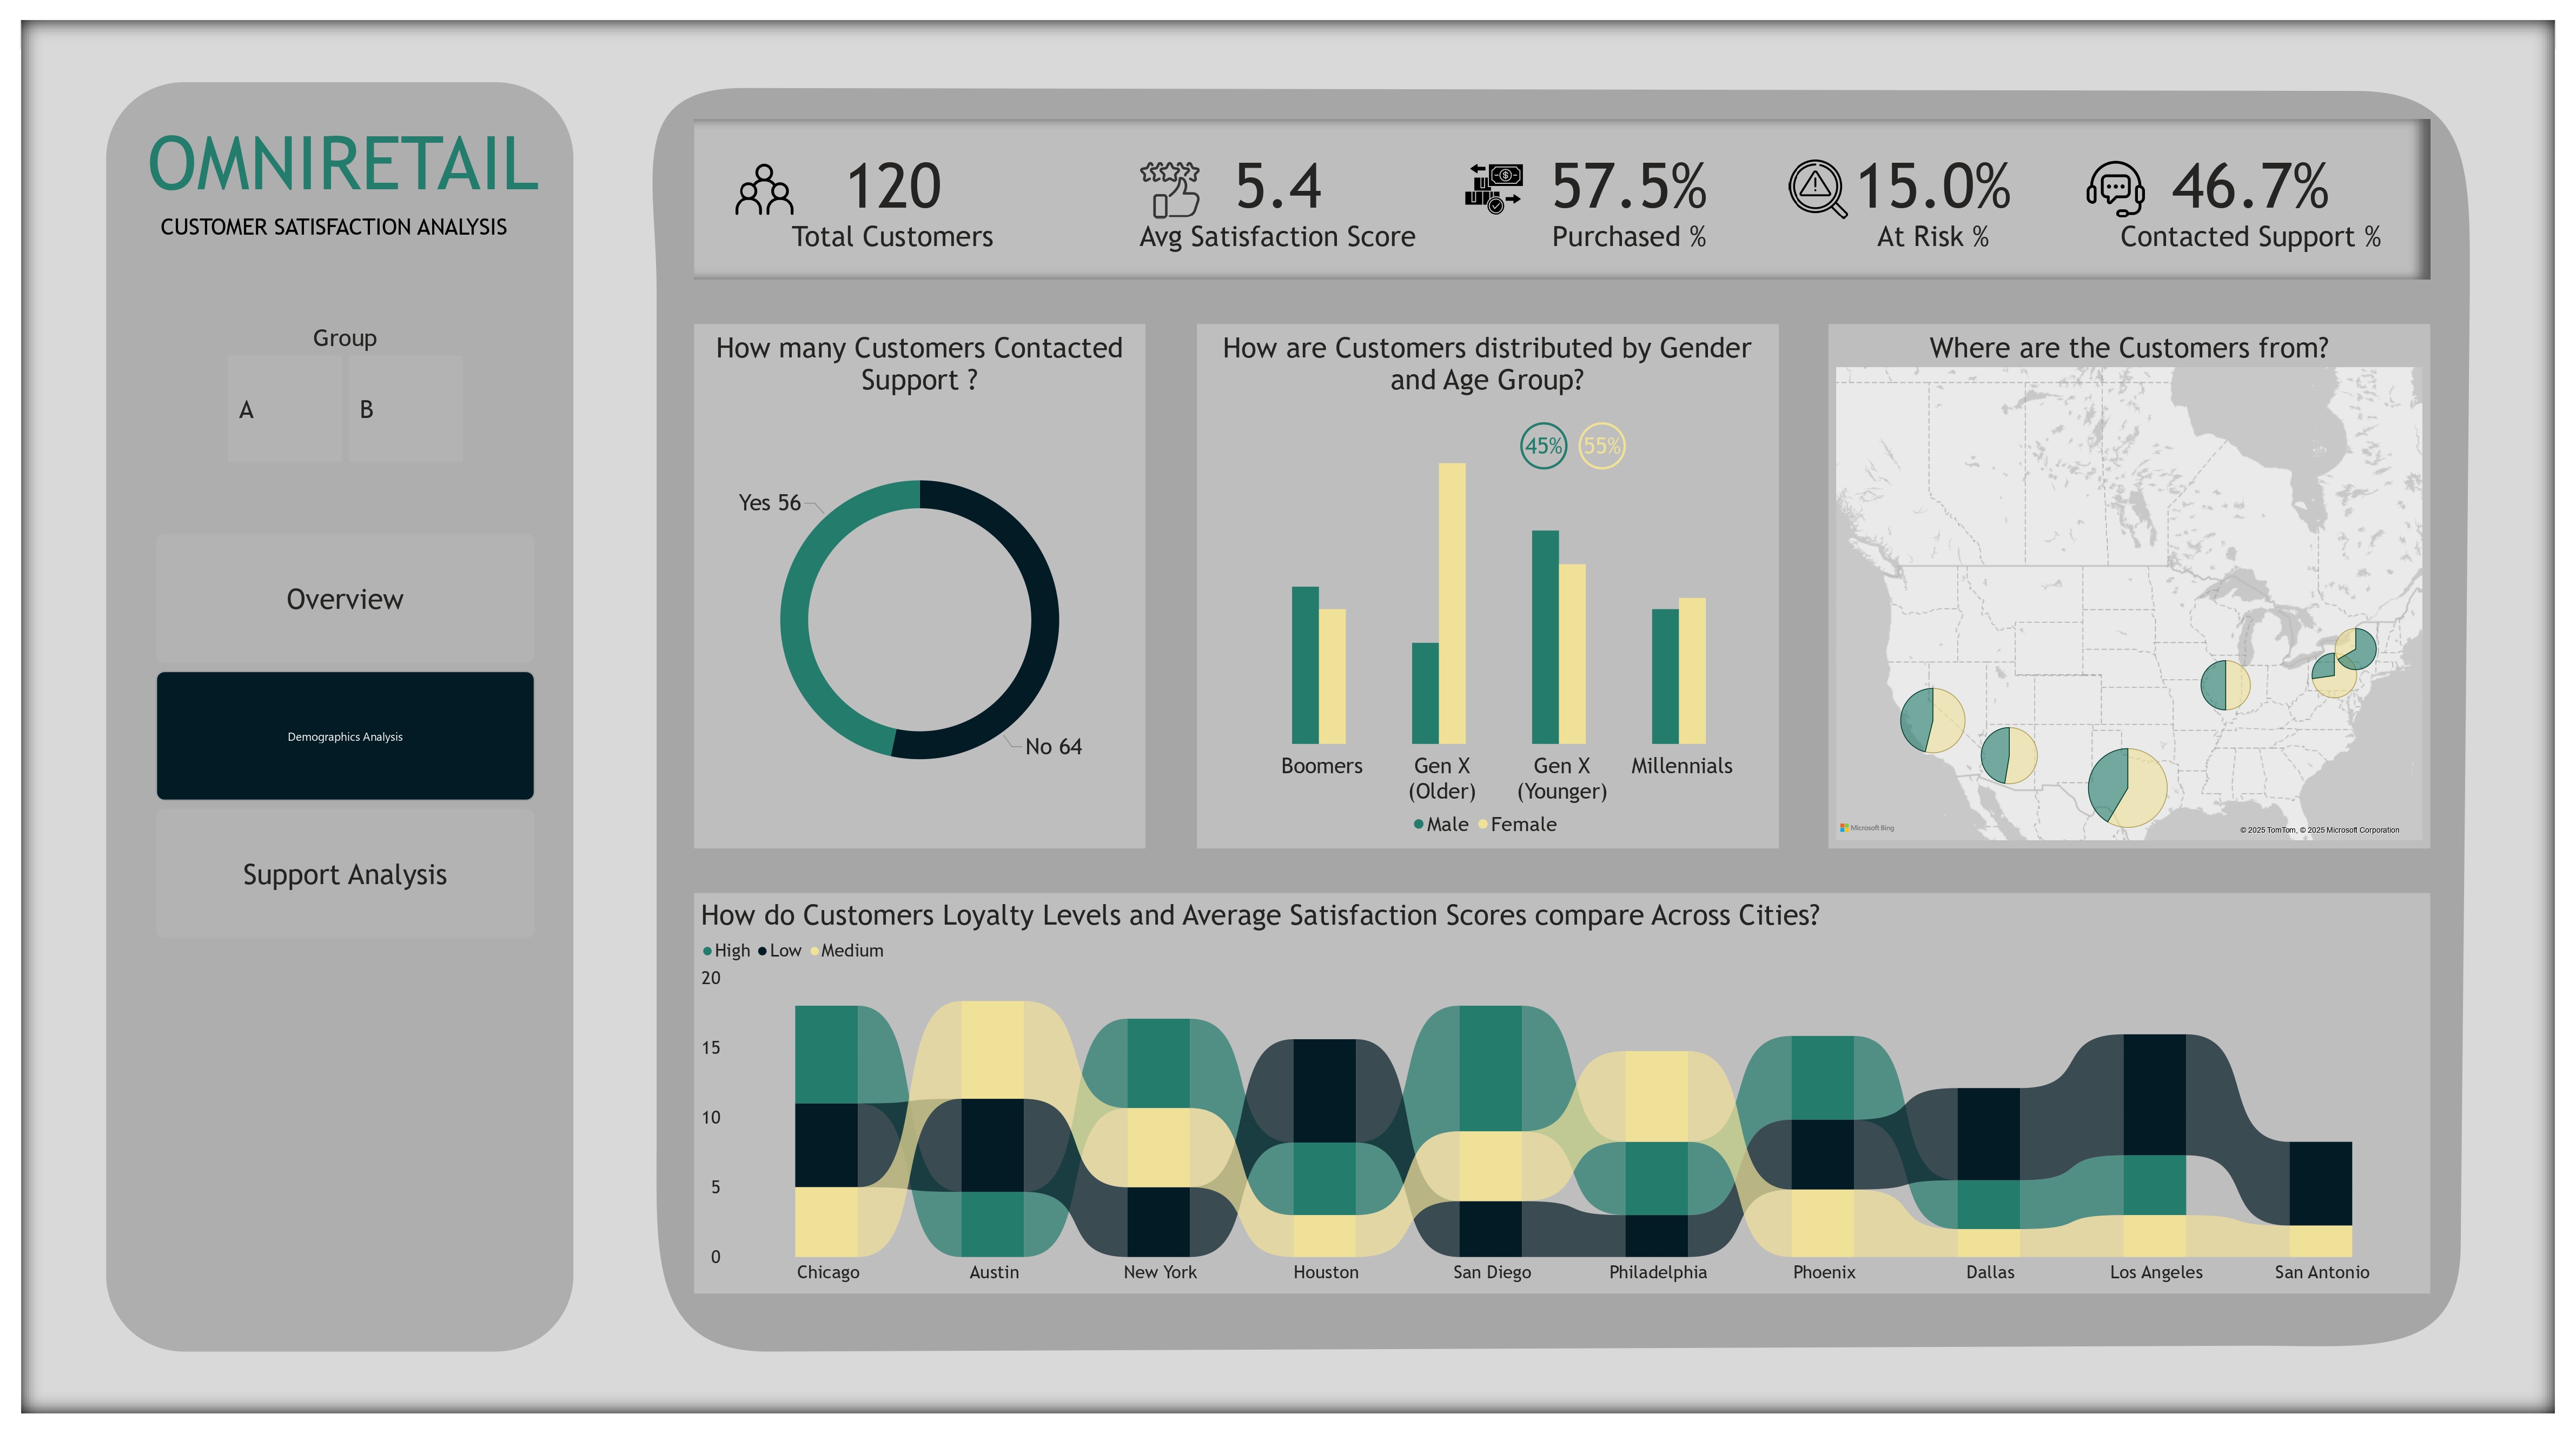 OMNIRETAIL
CUSTOMER SATISFACTION ANALYSIS
Group
A
B
Overview
Demographics Analysis
Support Analysis
120
Total Customers
5.4
Avg Satisfaction Score
57.5%
Purchased %
15.0%
At Risk %
46.7%
Contacted Support %
How many Customers Contacted
Support ?
Yes 56
No 64
How are Customers distributed by Gender
and Age Group?
45%
55%
Boomers
Gen X
(Older)
Gen X
(Younger)
Millennials
Male
Female
Where are the Customers from?
Microsoft Bing
© 2025 TomTom, © 2025 Microsoft Corporation
How do Customers Loyalty Levels and Average Satisfaction Scores compare Across Cities?
High
Low
Medium
20
15
10
5
0
Chicago
Austin
New York
Houston
San Diego
Philadelphia
Phoenix
Dallas
Los Angeles
San Antonio